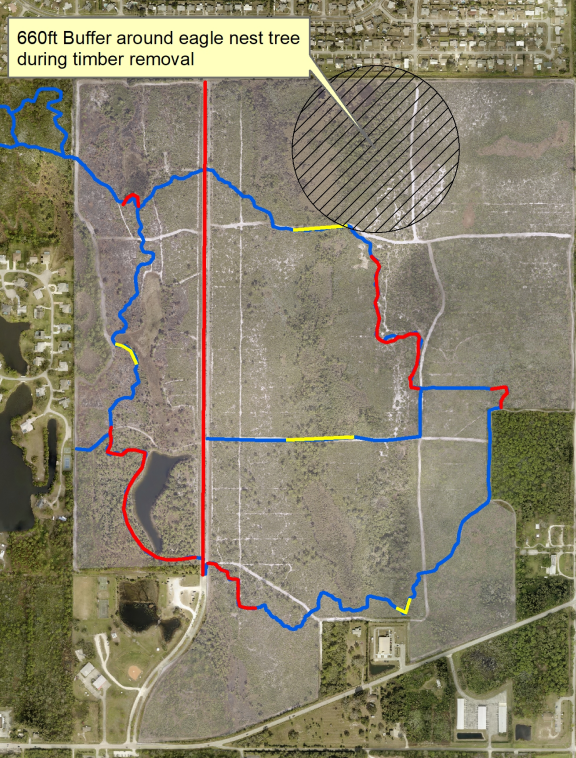 660ft Buffer around eagle nest tree
during timber removal